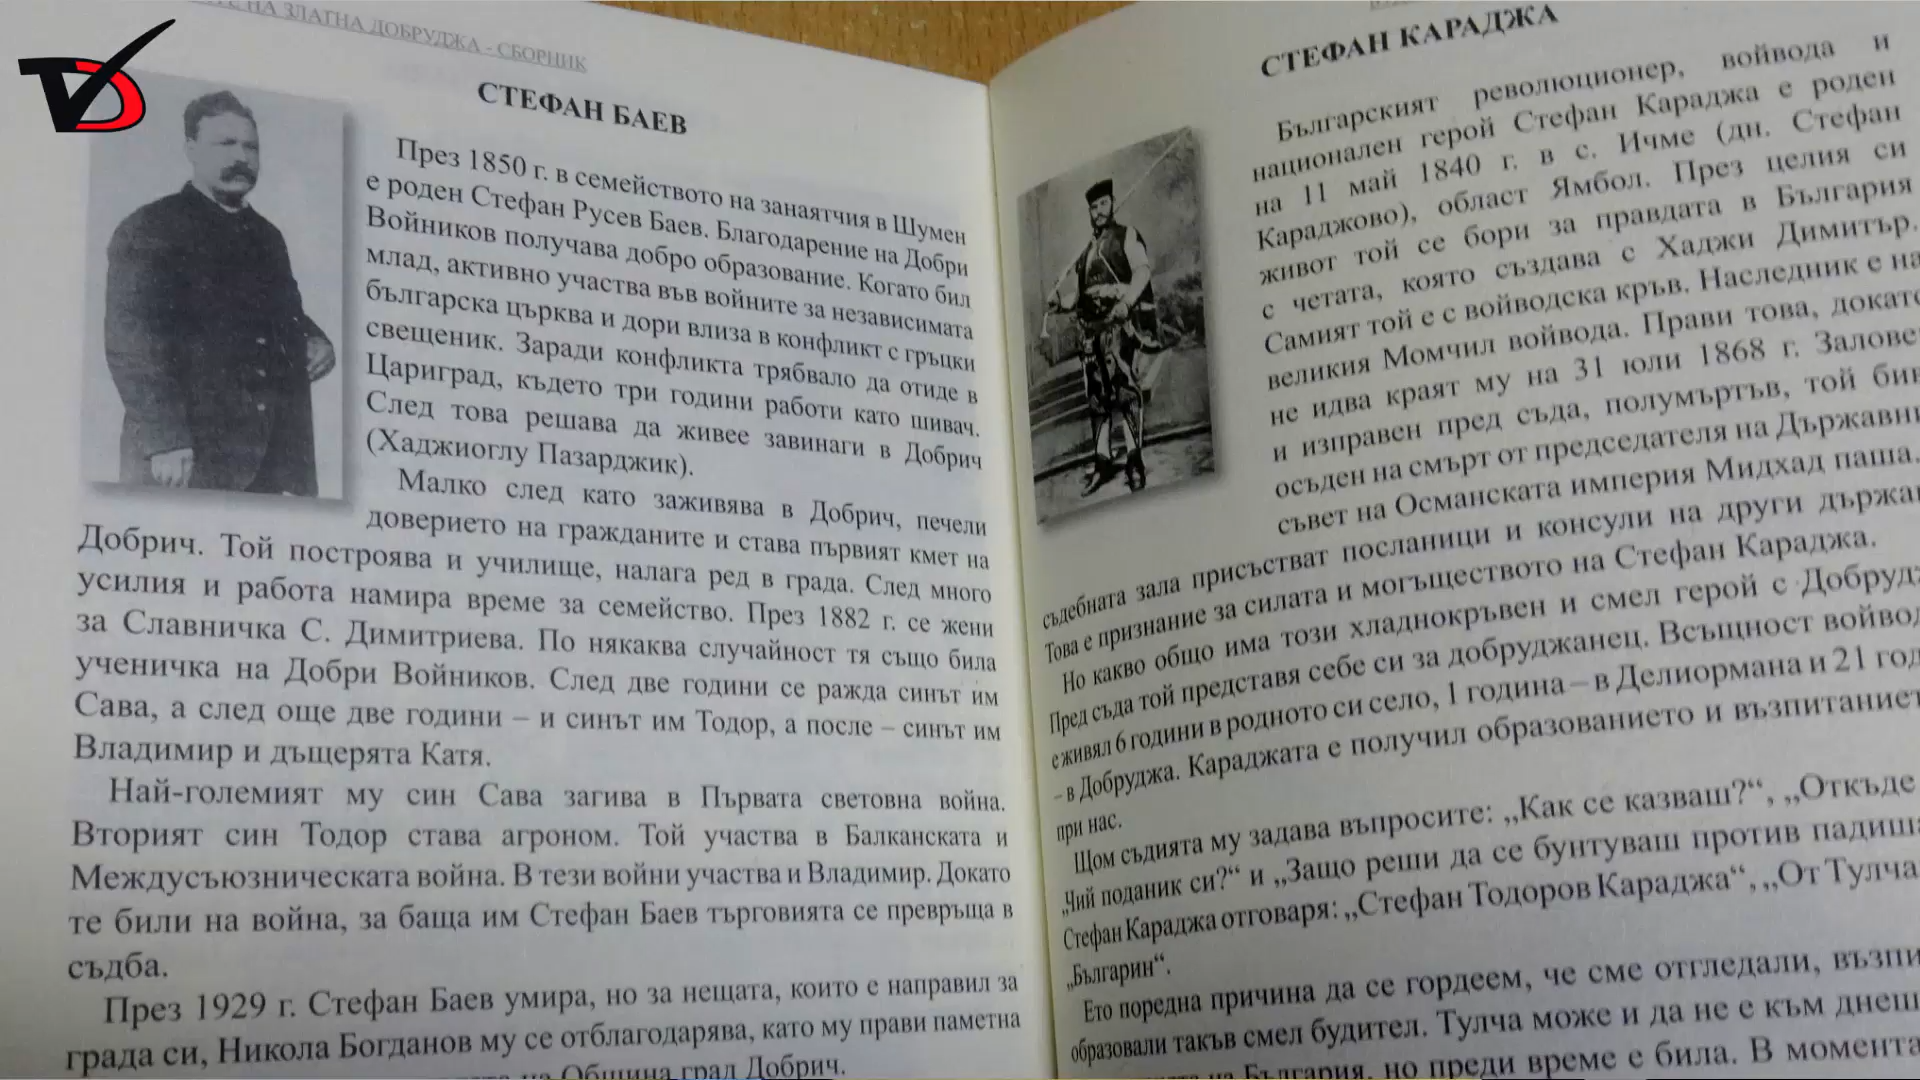 НА ЗЛАТНА ДОБРУДЖА - СБОРНИК
СТЕФАН БАЕВ
През 1850 г. в семейството на занаятчия в Шумен
е роден Стефан Русев Баев. Благодарение на Добри
Войников получава добро образование. Когато бил
млад, активно участва във войните за независимата
българска църква и дори влиза в конфликт с гръцки
свещеник. Заради конфликта трябвало да отиде в
Цариград, където три години работи като шивач.
След това решава да живее завинаги в Добрич
(Хаджиоглу Пазарджик).
Малко след като заживява в Добрич, печели
доверието на гражданите и става първият кмет на
Добрич. Той построява и училище, налага ред в града. След много
усилия и работа намира време за семейство. През 1882 г. се жени
за Славничка С. Димитриева. По някаква случайност тя също била
ученичка на Добри Войников. След две години се ражда синът им
Сава, а след още две години – и синът им Тодор, а после – синът им
Владимир и дъщерята Катя.
Най-големият му син Сава загива в Първата световна война.
Вторият син Тодор става агроном. Той участва в Балканската и
Междусъюзническата война. В тези войни участва и Владимир. Докато
те били на война, за баща им Стефан Баев търговията се превръща в
съдба.
През 1929 г. Стефан Баев умира, но за нещата, които е направил за
града си, Никола Богданов му се отблагодарява, като му прави паметна
на Община град Добрич.
СТЕФАН КАРАДЖА
Българският революционер, войвода и
национален герой Стефан Караджа е роден
на 11 май 1840 г. в с. Ичме (дн. Стефан
Караджово), област Ямбол. През целия си
живот той се бори за правдата в България
с четата, която създава с Хаджи Димитър.
Самият той е с войводска кръв. Наследник е на
великия Момчил войвода. Прави това, докато
не идва краят му на 31 юли 1868 г. Заловен
и изправен пред съда, полумъртъв, той бив
осъден на смърт от председателя на Държавни
съвет на Османската империя Мидхад паша.
съдебната зала присъстват посланици и консули на други държав
Това е признание за силата и могъществото на Стефан Караджа.
Но какво общо има този хладнокръвен и смел герой с Добрудж
Пред съда той представя себе си за добруджанец. Всъщност войвод
е живял 6 години в родното си село, 1 година – в Делиормана и 21 год
– в Добруджа. Караджата е получил образованието и възпитаниет
при нас.
Щом съдията му задава въпросите: „Как се казваш?“, „Откъде
„Чий поданик си?“ и „Защо реши да се бунтуваш против падиша
Стефан Караджа отговаря: „Стефан Тодоров Караджа“, „От Тулча
„Българин“.
Ето поредна причина да се гордеем, че сме отгледали, възпи
образовали такъв смел будител. Тулча може и да не е към днеш
на България, но преди време е била. В момента